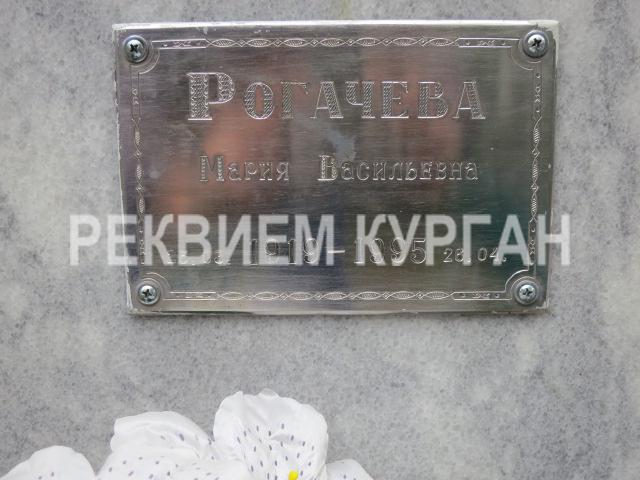 РОГАЧЕВА
МАРИЯ ВАСИЛЬЕВНА
РЕКВИЕМ КУРГАН
1919-1995 28.04.